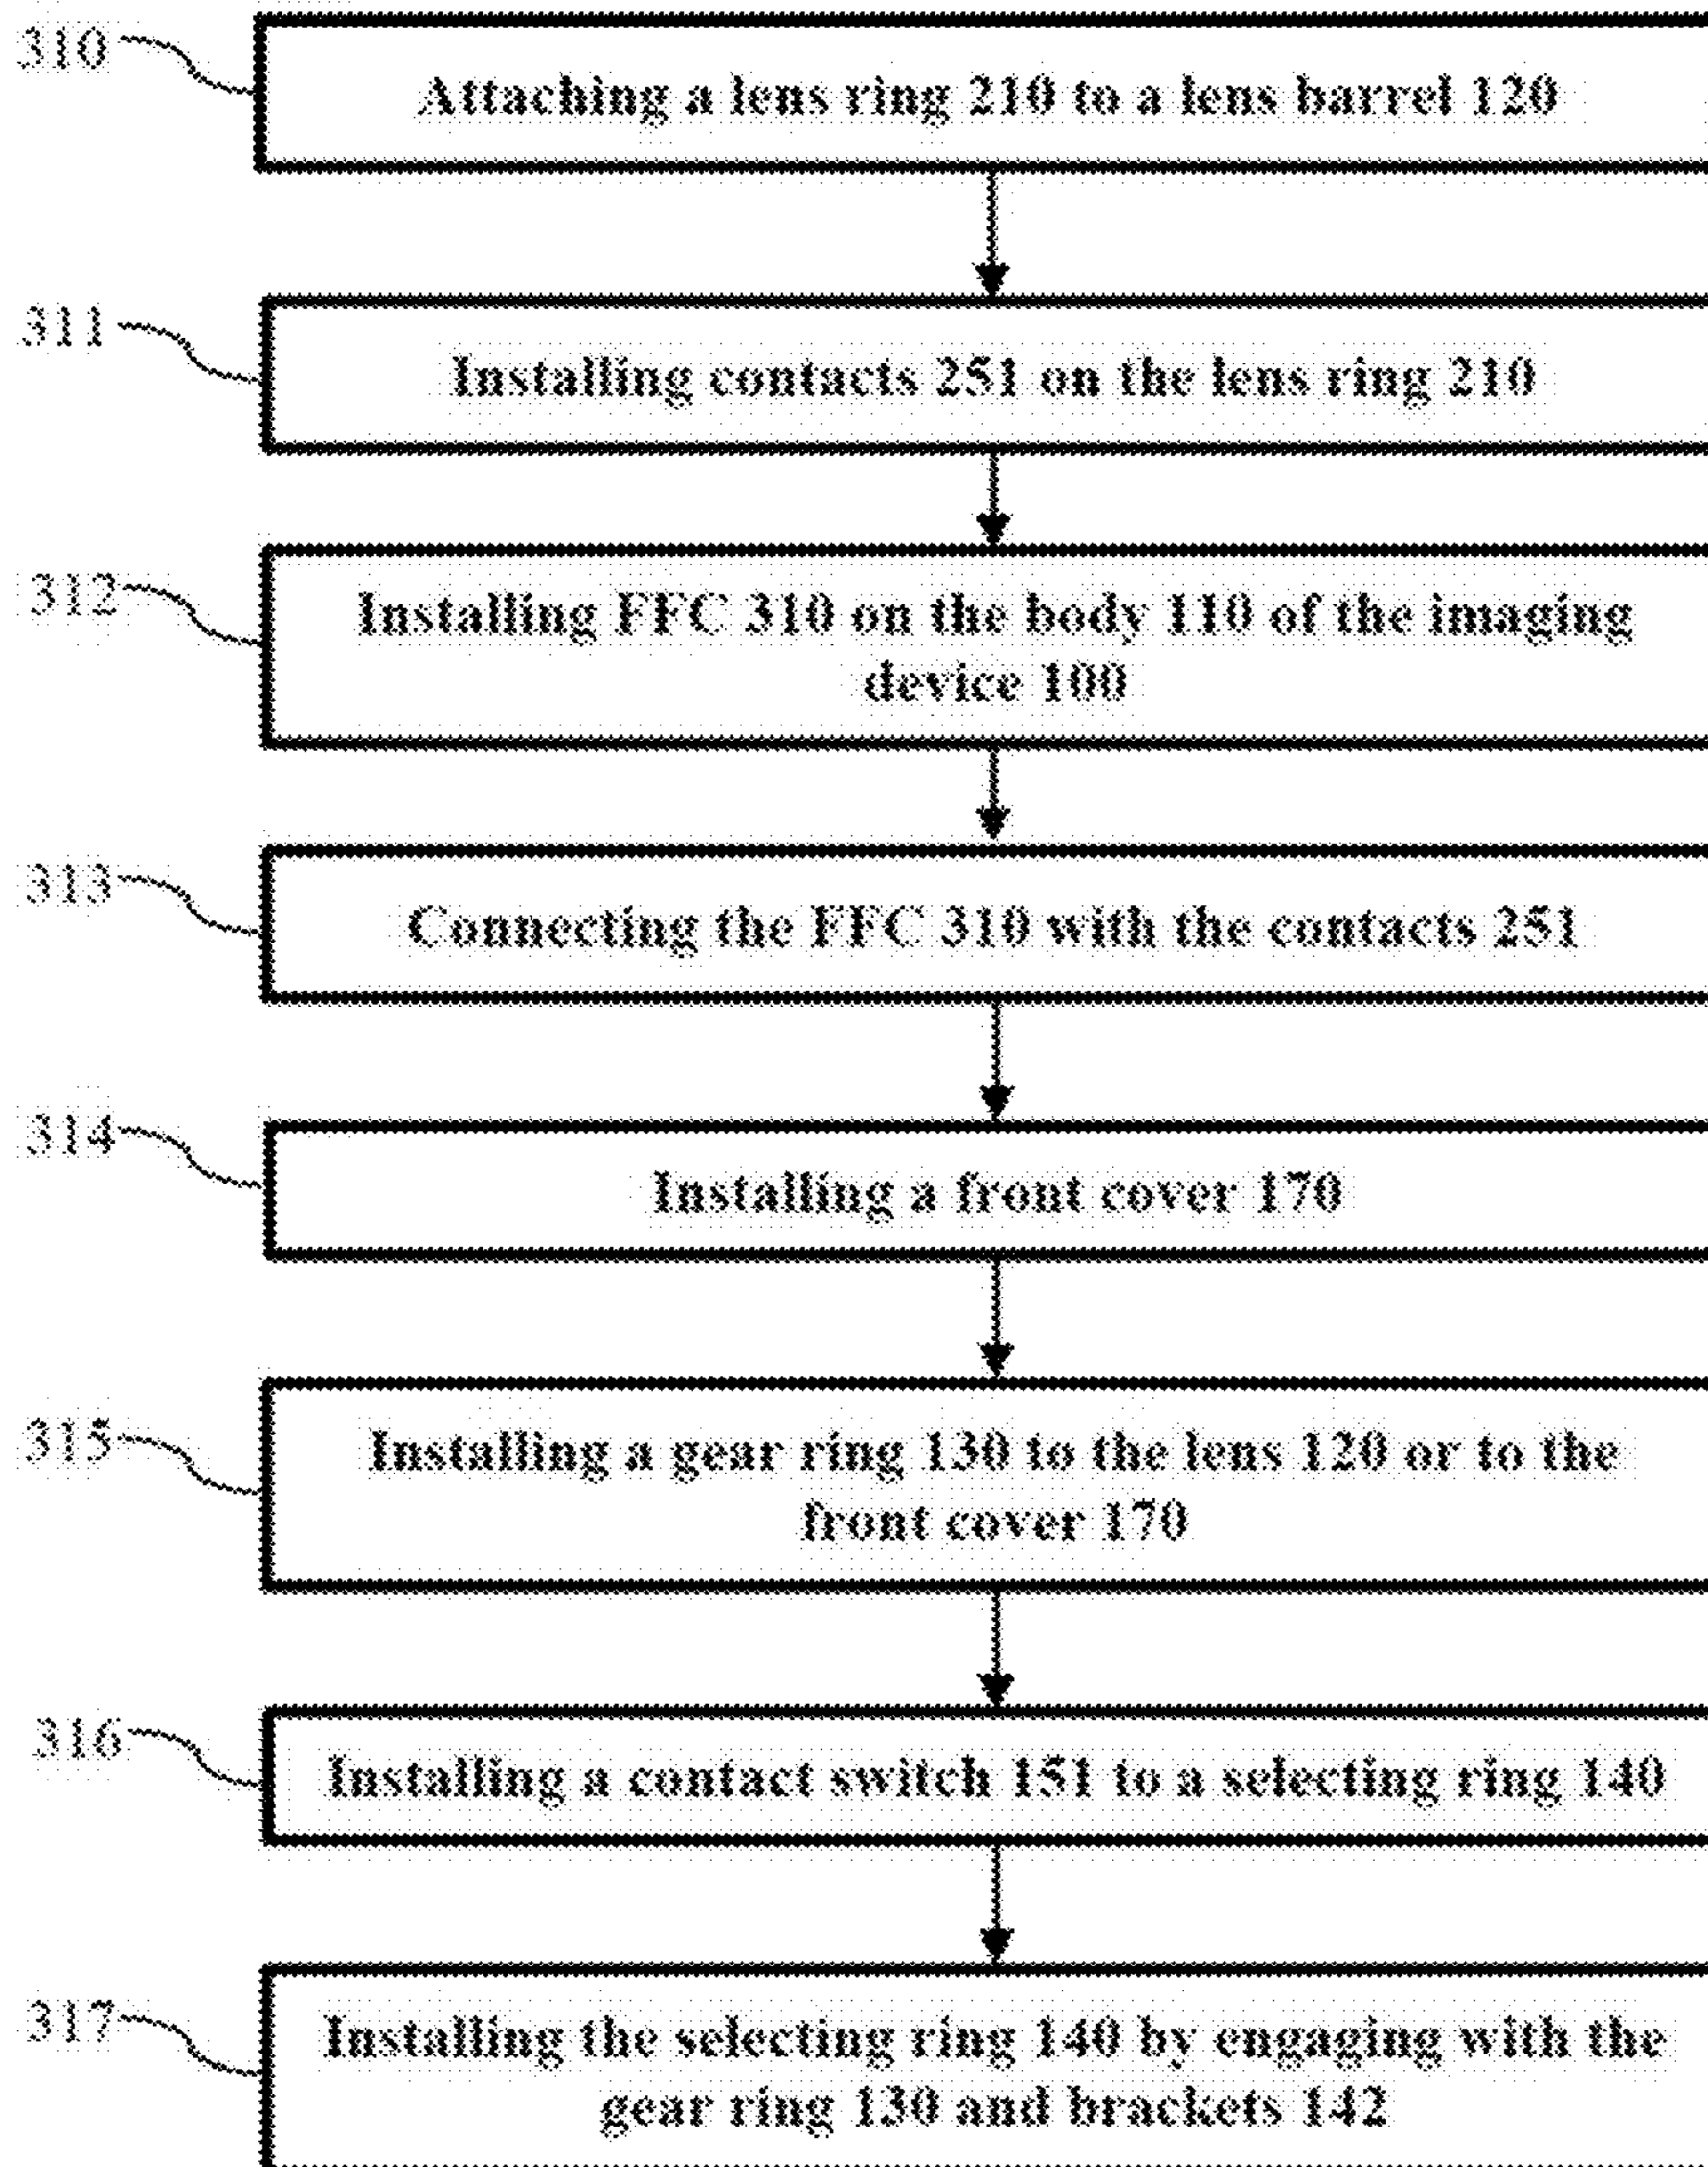 310
Attaching a lens ring 210 to a lens barrel 120
311
Installing contacts 251 on the lens ring 210
312
Installing FFC 310 on the body 110 of the imaging
device 100
313
Connecting the FFC 310 with the contacts 251
314
Installing a front cover 170
315
Installing a gear ring 130 to the lens 120 or to the
front cover 170
316
Installing a contact switch 151 to a selecting ring 140
317
Installing the selecting ring 140 by engaging with the
gear ring 130 and brackets 142